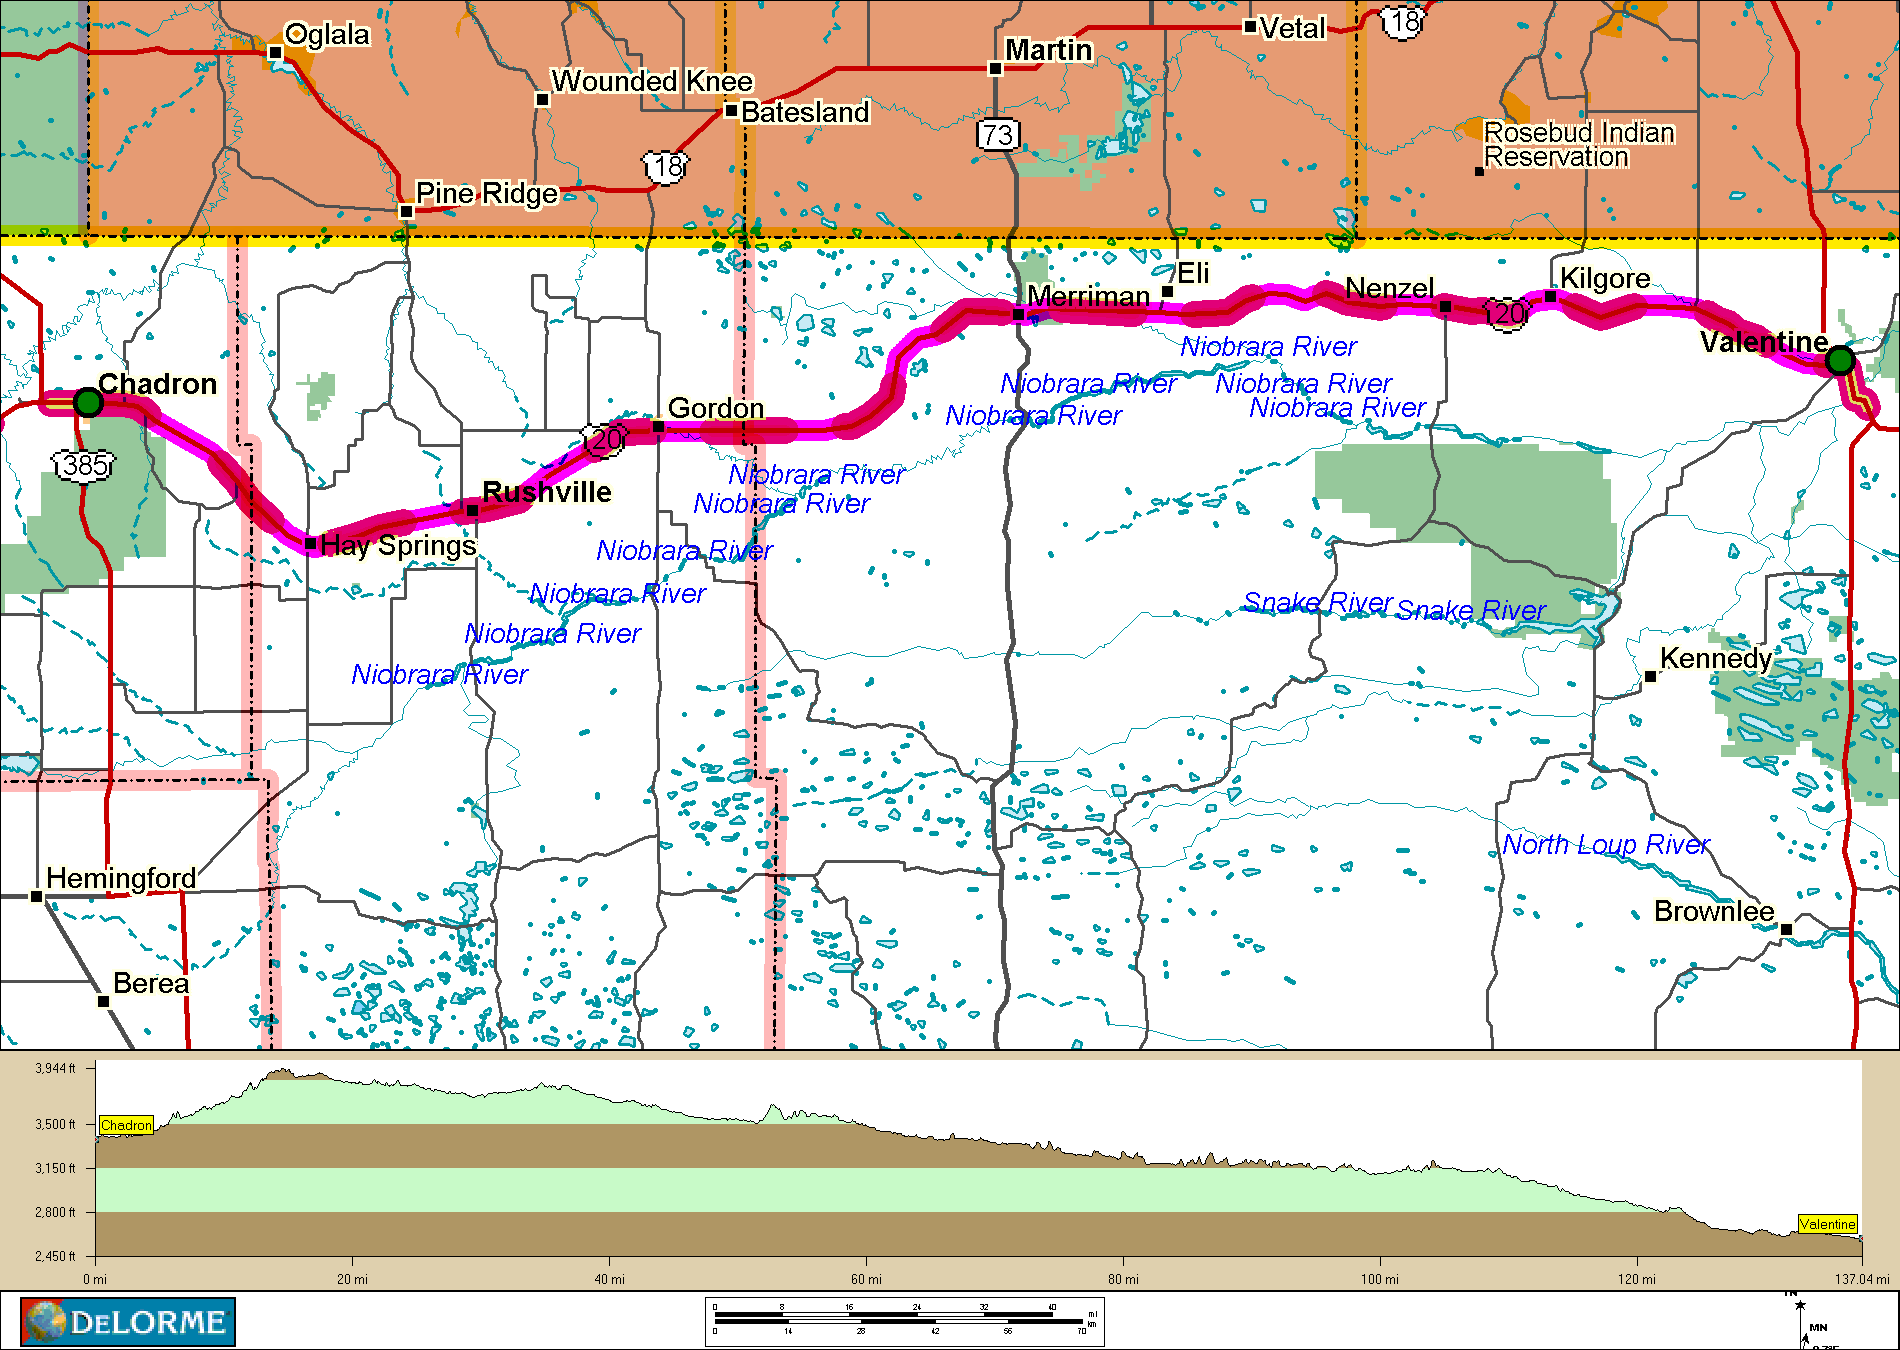 Oglala
Wounded Knee
Martin
Vetal
18
Batesland
73
Rosebud Indian
Reservation
18
Pine Ridge
Eli
Merriman
Nenzel
Kilgore
20
Valentine
Niobrara River
Niobrara River
Niobrara River
Niobrara River
Niobrara River
Chadron
Gordon
20
385
Niobrara River
Rushville
Niobrara River
Hay Springs
Niobrara River
Niobrara River
Snake River
Snake River
Niobrara River
Kennedy
Niobrara River
North Loup River
Hemingford
Brownlee
Berea
3,944 ft
3,500 ft
3,150 ft
2,800 ft
2,450 ft
Chadron
Valentine
0 mi
20 mi
40 mi
60 mi
80 mi
100 mi
120 mi
137.04 mi
DELORME
0 8 16 24 32 40 mi
0 14 28 42 56 70 km
MN